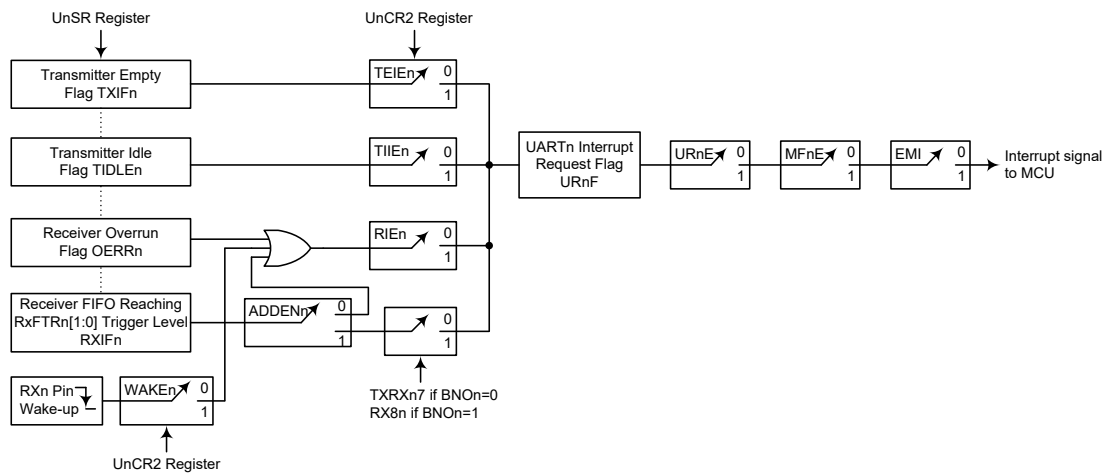 UnSR Register
UnCR2 Register
Transmitter Empty
Flag TXIFn
TEIEn
0
1
Transmitter Idle
Flag TIDLEn
TIIEn
0
1
UARTn Interrupt
Request Flag
URnF
URnE
0
1
MFnE
0
1
EMI
0
1
Interrupt signal
to MCU
Receiver Overrun
Flag OERRn
RIEn
0
1
Receiver FIFO Reaching
RxFTRn[1:0] Trigger Level
RXIFn
ADDENn
0
1
0
1
RXn Pin
Wake-up
WAKEn
0
1
TXRXn7 if BNOn=0
RX8n if BNOn=1
UnCR2 Register